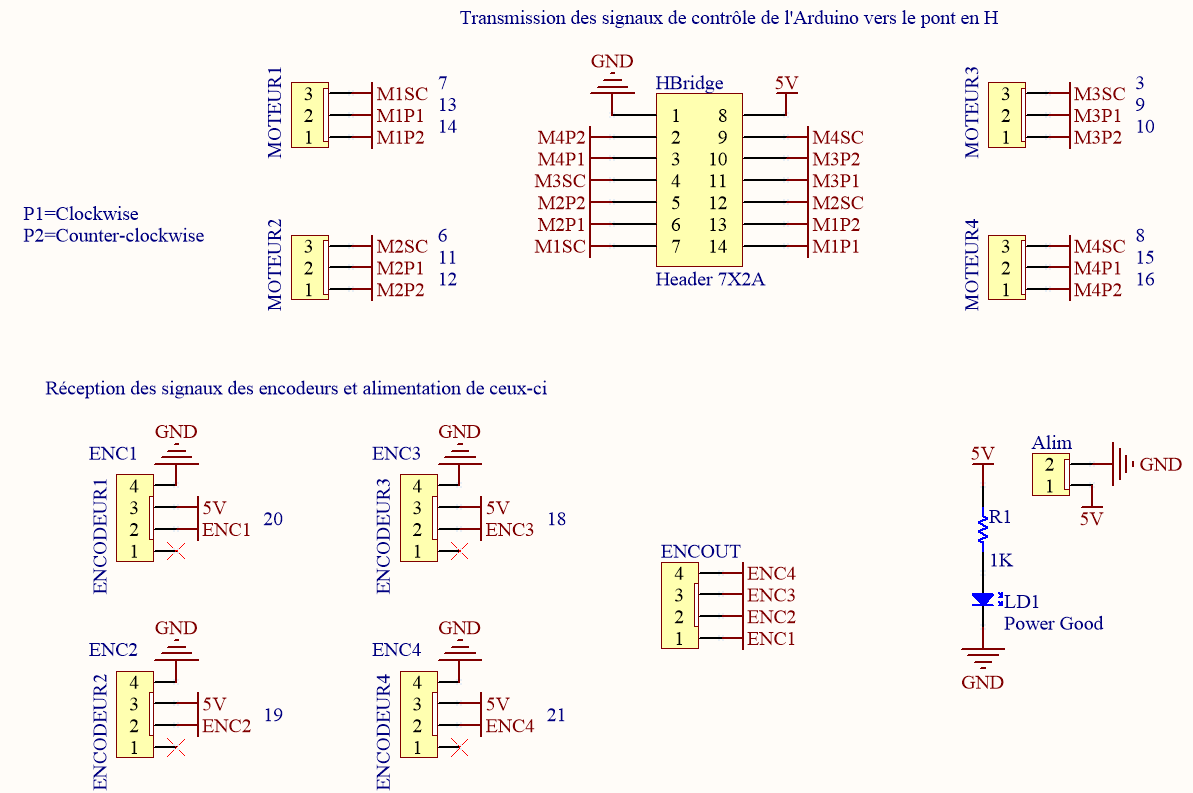 Transmission des signaux de contrôle de l'Arduino vers le pont en H
MOTEUR1
3 M1SC 7
2 M1P1 13
1 M1P2 14
GND
HBridge
5V
1 8
M4P2 2 9 M4SC
M4P1 3 10 M3P2
M3SC 4 11 M3P1
M2P2 5 12 M2SC
M2P1 6 13 M1P2
M1SC 7 14 M1P1
Header 7X2A
MOTEUR3
3 M3SC 3
2 M3P1 9
1 M3P2 10
P1=Clockwise
P2=Counter-clockwise
MOTEUR2
3 M2SC 6
2 M2P1 11
1 M2P2 12
MOTEUR4
3 M4SC 8
2 M4P1 15
1 M4P2 16
Réception des signaux des encodeurs et alimentation de ceux-ci
ENC1
GND
ENCODEUR1
4
3 5V
2 ENC1 20
1
ENC3
GND
ENCODEUR3
4
3 5V
2 ENC3 18
1
ENC2
GND
ENCODEUR2
4
3 5V
2 ENC2 19
1
ENC4
GND
ENCODEUR4
4
3 5V
2 ENC4 21
1
ENCOUT
4 ENC4
3 ENC3
2 ENC2
1 ENC1
5V
R1
1K
LD1
Power Good
GND
Alim
2 GND
1
5V